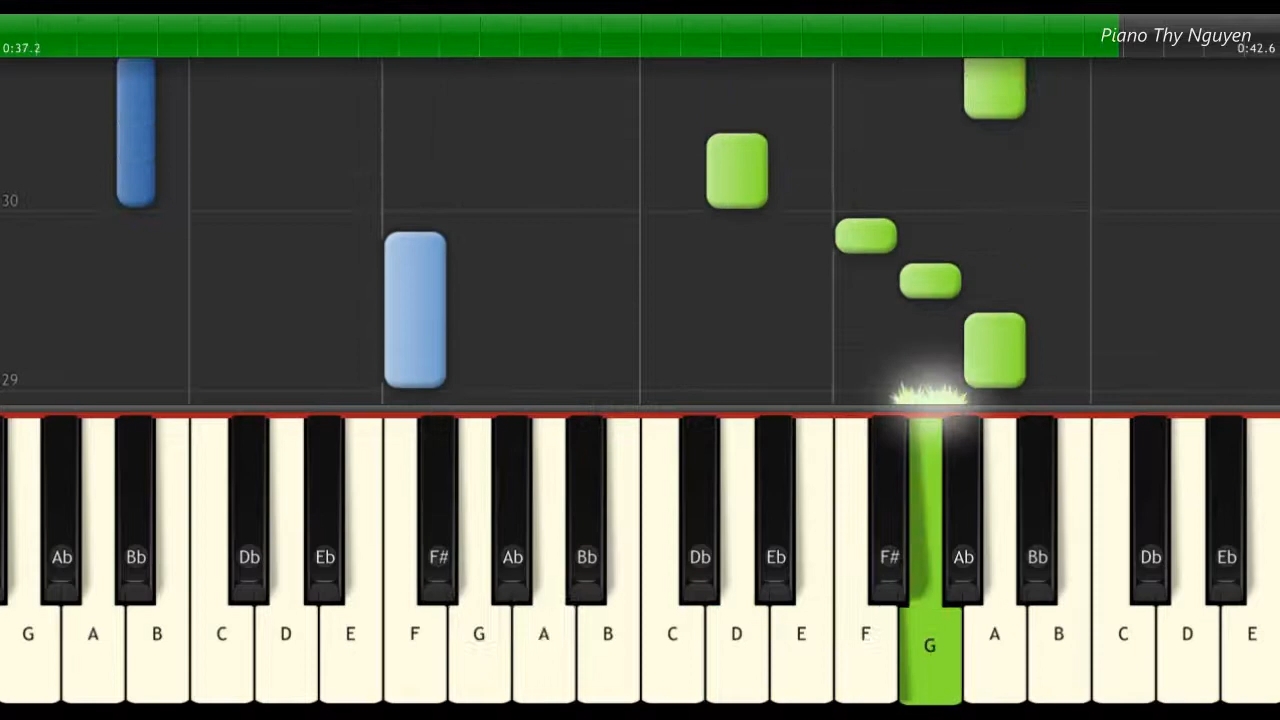 Piano Thy Nguyen
0:37.2 0:42.6
30
29
Ab Bb Db Eb F# Ab Bb Db Eb F# Ab Bb Db Eb
G A B C D E F G A B C D E F G A B C D E